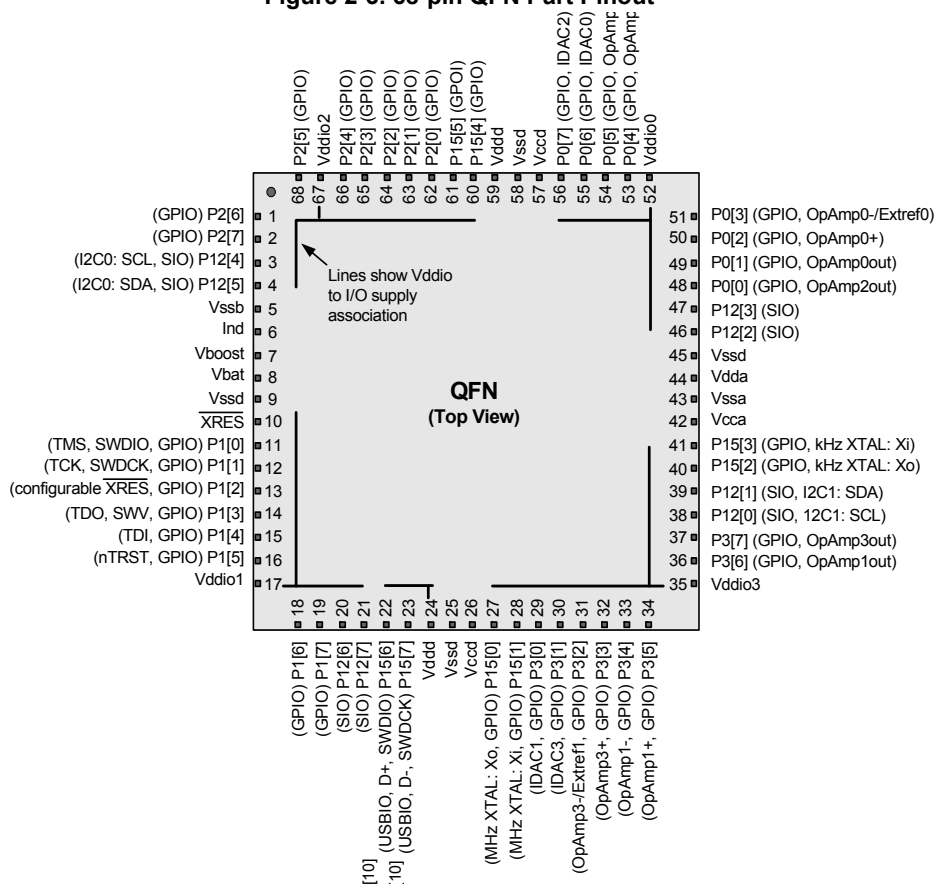 Figure 2-3. 68-pin QFN Part Pinout
P2[5] (GPIO)
Vddio2
P2[4] (GPIO)
P2[3] (GPIO)
P2[2] (GPIO)
P2[1] (GPIO)
P2[0] (GPIO)
P15[5] (GPOI)
P15[4] (GPIO)
Vddd
Vssd
Vccd
P0[7] (GPIO, IDAC2)
P0[6] (GPIO, IDAC0)
P0[5] (GPIO, OpAmp
P0[4] (GPIO, OpAmp
Vddio0
68
67
66
65
64
63
62
61
60
59
58
57
56
55
54
53
52
(GPIO) P2[6] 1
(GPIO) P2[7] 2
(I2C0: SCL, SIO) P12[4] 3
(I2C0: SDA, SIO) P12[5] 4
Vssb 5
Ind 6
Vboost 7
Vbat 8
Vssd 9
XRES 10
(TMS, SWDIO, GPIO) P1[0] 11
(TCK, SWDCK, GPIO) P1[1] 12
(configurable XRES, GPIO) P1[2] 13
(TDO, SWV, GPIO) P1[3] 14
(TDI, GPIO) P1[4] 15
(nTRST, GPIO) P1[5] 16
Vddio1 17
Lines show Vddio
to I/O supply
association
QFN
(Top View)
51 P0[3] (GPIO, OpAmp0-/Extref0)
50 P0[2] (GPIO, OpAmp0+)
49 P0[1] (GPIO, OpAmp0out)
48 P0[0] (GPIO, OpAmp2out)
47 P12[3] (SIO)
46 P12[2] (SIO)
45 Vssd
44 Vdda
43 Vssa
42 Vcca
41 P15[3] (GPIO, kHz XTAL: Xi)
40 P15[2] (GPIO, kHz XTAL: Xo)
39 P12[1] (SIO, I2C1: SDA)
38 P12[0] (SIO, 12C1: SCL)
37 P3[7] (GPIO, OpAmp3out)
36 P3[6] (GPIO, OpAmp1out)
35 Vddio3
18
19
20
21
22
23
24
25
26
27
28
29
30
31
32
33
34
(GPIO) P1[6]
(GPIO) P1[7]
(SIO) P12[6]
(SIO) P12[7]
[10] (USBIO, D+, SWDIO) P15[6]
[10] (USBIO, D-, SWDCK) P15[7]
Vddd
Vssd
Vccd
(MHz XTAL: Xo, GPIO) P15[0]
(MHz XTAL: Xi, GPIO) P15[1]
(IDAC1, GPIO) P3[0]
(IDAC3, GPIO) P3[1]
(OpAmp3-/Extref1, GPIO) P3[2]
(OpAmp3+, GPIO) P3[3]
(OpAmp1-, GPIO) P3[4]
(OpAmp1+, GPIO) P3[5]